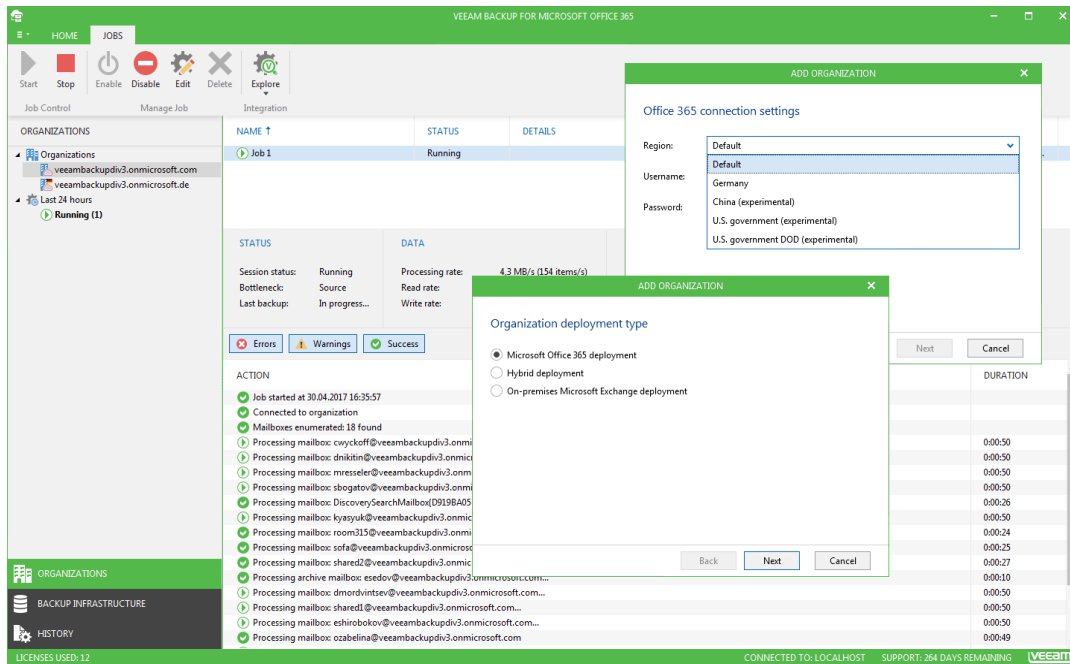 VEEAM BACKUP FOR MICROSOFT OFFICE 365
HOME JOBS
Start Stop Enable Disable Edit Delete Explore
Job Control Manage Job Integration
ORGANIZATIONS
Organizations
veeambackupdiv3.onmicrosoft.com
veeambackupdiv3.onmicrosoft.de
Last 24 hours
Running (1)
NAME STATUS DETAILS
Job 1 Running
STATUS DATA
Session status: Running Processing rate: 4,3 MB/s (154 items/s)
Bottleneck: Source Read rate:
Last backup: In progress... Write rate:
Errors Warnings Success
ACTION DURATION
Job started at 30.04.2017 16:35:57
Connected to organization
Mailboxes enumerated: 18 found
Processing mailbox: cwyckoff@veeambackupdiv3.onmi 0:00:50
Processing mailbox: dnikitin@veeambackupdiv3.onmic 0:00:50
Processing mailbox: mresseler@veeambackupdiv3.onm 0:00:50
Processing mailbox: sbogatov@veeambackupdiv3.onmi 0:00:50
Processing mailbox: DiscoverySearchMailbox{D919BA05 0:00:26
Processing mailbox: kyasyuk@veeambackupdiv3.onmic 0:00:50
Processing mailbox: room315@veeambackupdiv3.onmi 0:00:24
Processing mailbox: sofa@veeambackupdiv3.onmicrosc 0:00:25
Processing mailbox: shared2@veeambackupdiv3.onmic 0:00:27
Processing archive mailbox: esedov@veeambackupdiv3.onmicrosoft.com... 0:00:10
Processing mailbox: dmordvintsev@veeambackupdiv3.onmicrosoft.com... 0:00:50
Processing mailbox: shared1@veeambackupdiv3.onmicrosoft.com... 0:00:50
Processing mailbox: eshirobokov@veeambackupdiv3.onmicrosoft.com... 0:00:50
Processing mailbox: ozabelina@veeambackupdiv3.onmicrosoft.com 0:00:49
ADD ORGANIZATION
Office 365 connection settings
Region: Default
Default
Germany
China (experimental)
U.S. government (experimental)
U.S. government DOD (experimental)
Username:
Password:
Next Cancel
ADD ORGANIZATION
Organization deployment type
Microsoft Office 365 deployment
Hybrid deployment
On-premises Microsoft Exchange deployment
Back Next Cancel
ORGANIZATIONS
BACKUP INFRASTRUCTURE
HISTORY
LICENSES USED: 12 CONNECTED TO: LOCALHOST SUPPORT: 264 DAYS REMAINING veeam